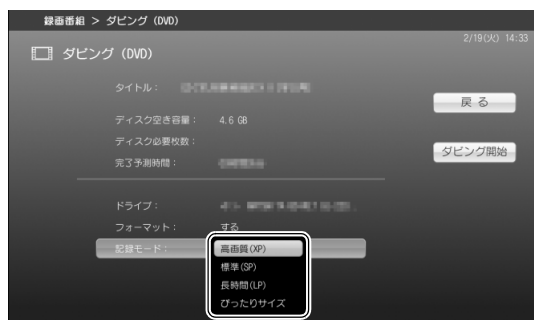 録画番組 > ダビング (DVD)
2/19(火) 14:33
ダビング (DVD)
タイトル：
戻る
ディスク空き容量： 4.6 GB
ディスク必要枚数：
ダビング開始
完了予測時間：
ドライブ：
フォーマット： する
記録モード： 高画質(XP)
標準(SP)
長時間(LP)
ぴったりサイズ